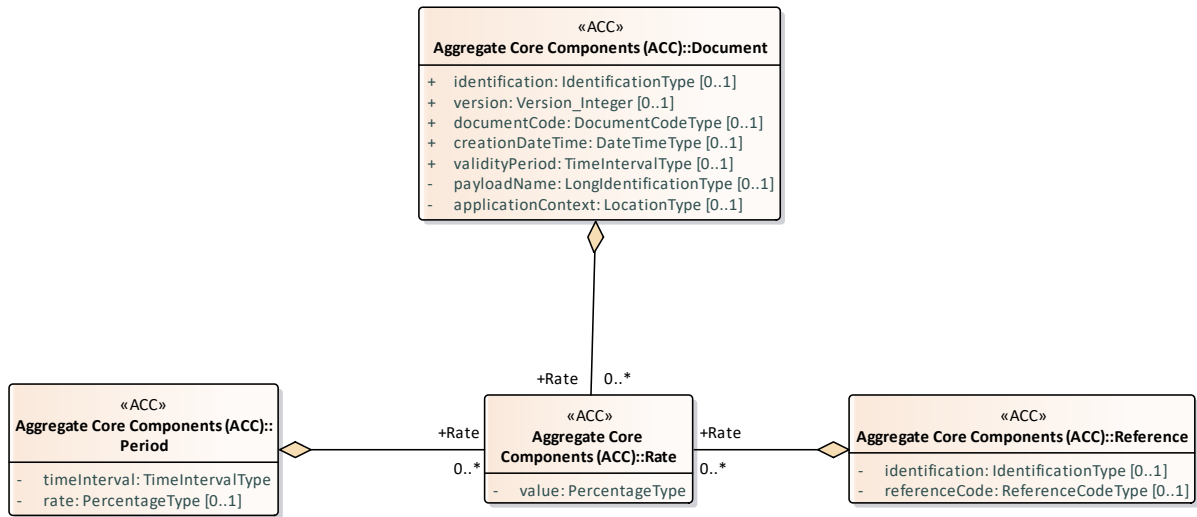 «ACC»
Aggregate Core Components (ACC)::Document
+ identification: IdentificationType [0..1]
+ version: Version_Integer [0..1]
+ documentCode: DocumentCodeType [0..1]
+ creationDateTime: DateTimeType [0..1]
+ validityPeriod: TimeIntervalType [0..1]
- payloadName: LongIdentificationType [0..1]
- applicationContext: LocationType [0..1]
+Rate 0..*
«ACC»
Aggregate Core Components (ACC)::
Period
- timeInterval: TimeIntervalType
- rate: PercentageType [0..1]
+Rate
0..*
«ACC»
Aggregate Core
Components (ACC)::Rate
- value: PercentageType
+Rate
0..*
«ACC»
Aggregate Core Components (ACC)::Reference
- identification: IdentificationType [0..1]
- referenceCode: ReferenceCodeType [0..1]